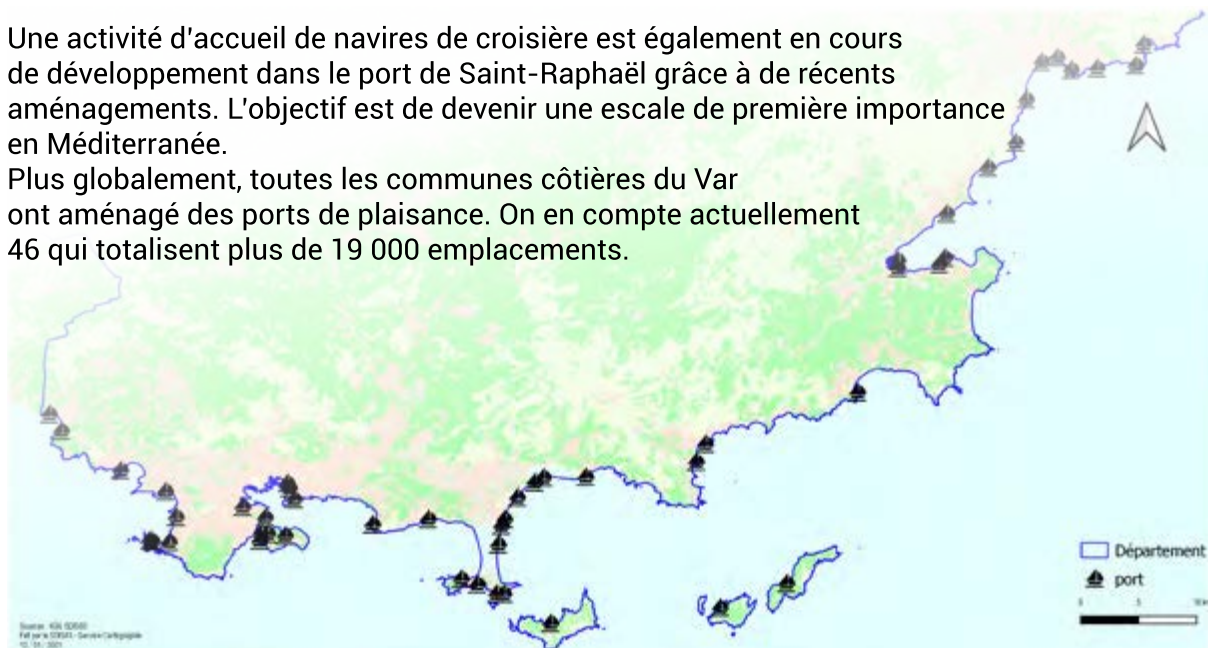 Une activité d'accueil de navires de croisière est également en cours
de développement dans le port de Saint-Raphaël grâce à de récents
aménagements. L'objectif est de devenir une escale de première importance
en Méditerranée.
Plus globalement, toutes les communes côtières du Var
ont aménagé des ports de plaisance. On en compte actuellement
46 qui totalisent plus de 19 000 emplacements.
Département
port
0 5 10